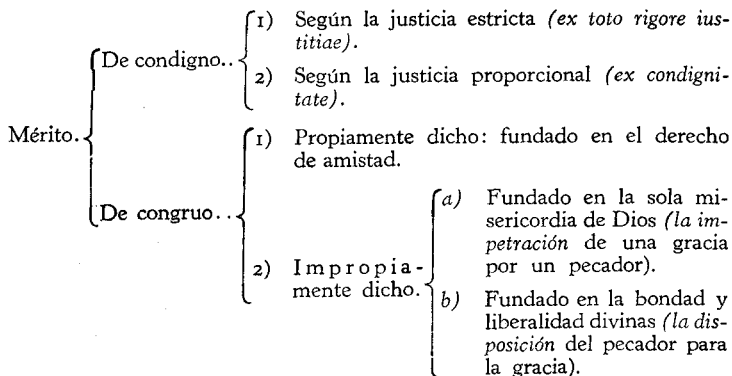 Mérito.
De condigno..
1) Según la justicia estricta (ex toto rigore ius-
titiae).
2) Según la justicia proporcional (ex condigni-
tate).
De congruo..
1) Propiamente dicho: fundado en el derecho
de amistad.
2) Impropia-
mente dicho.
a) Fundado en la sola mi-
sericordia de Dios (la im-
petración de una gracia
por un pecador).
b) Fundado en la bondad y
liberalidad divinas (la dis-
posición del pecador para
la gracia).